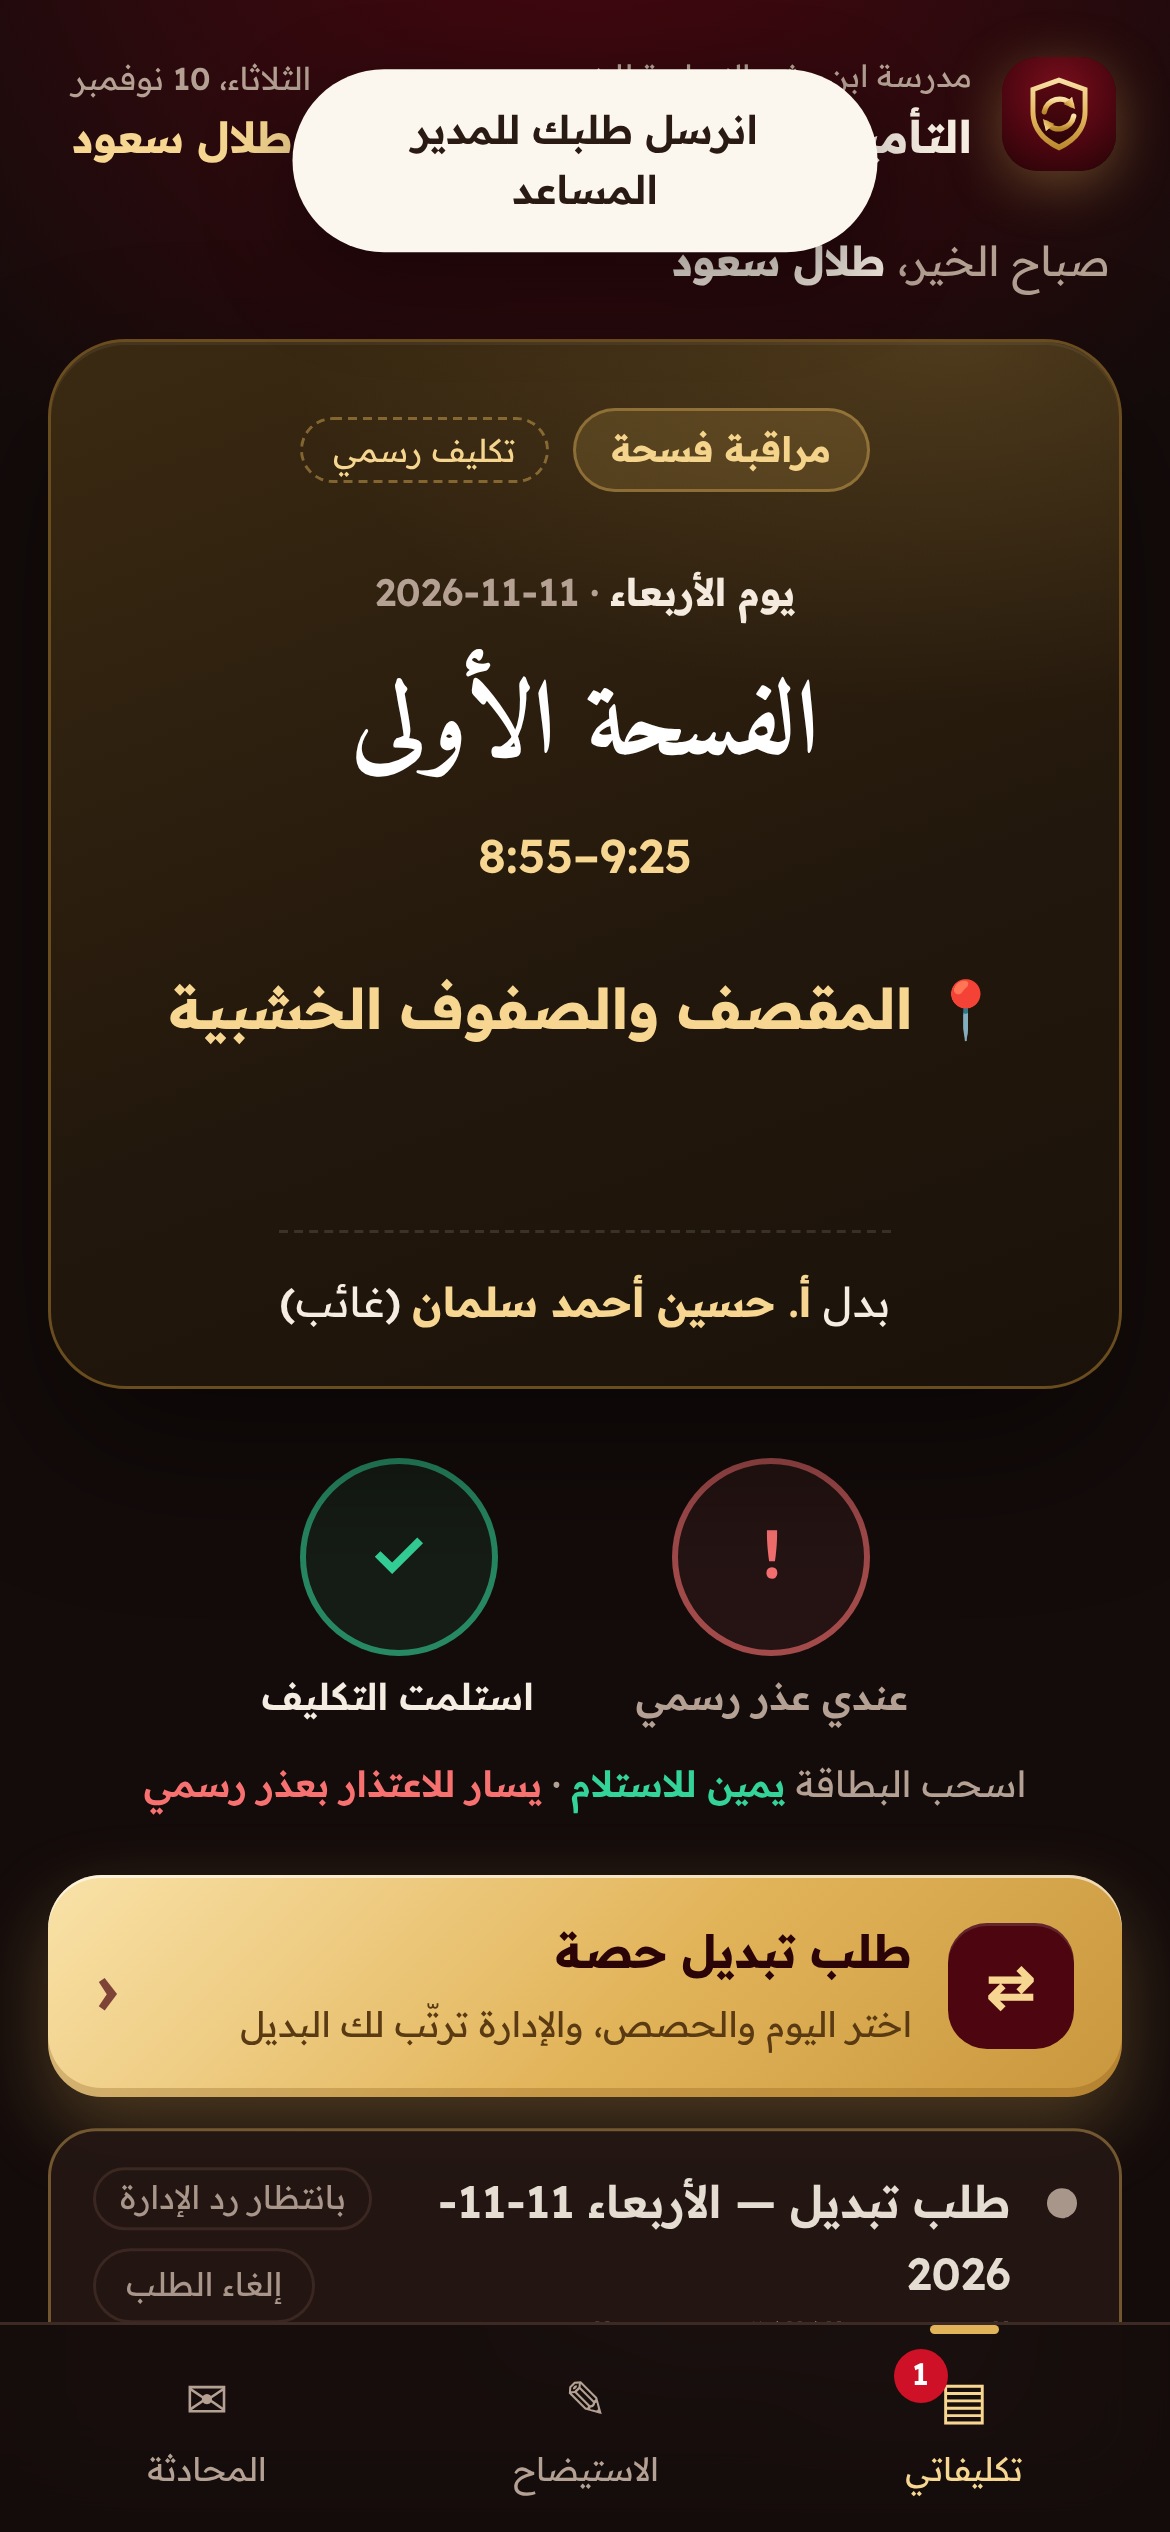 مدرسة ابن
الثلاثاء، 10 نوفمبر
طلال سعود
انرسل طلبك للمدير
المساعد
صباح الخير، طلال سعود
مراقبة فسحة
تكليف رسمي
يوم الأربعاء · 2026-11-11
الفسحة الأولى
8:55–9:25
المقصف والصفوف الخشبية
بدل أ. حسين أحمد سلمان (غائب)
!
عندي عذر رسمي
استلمت التكليف
اسحب البطاقة يمين للاستلام · يسار للاعتذار بعذر رسمي
طلب تبديل حصة
اختر اليوم والحصص، والإدارة ترتّب لك البديل
طلب تبديل — الأربعاء 11-11-
2026
بانتظار رد الإدارة
إلغاء الطلب
1
تكليفاتي
الاستيضاح
المحادثة